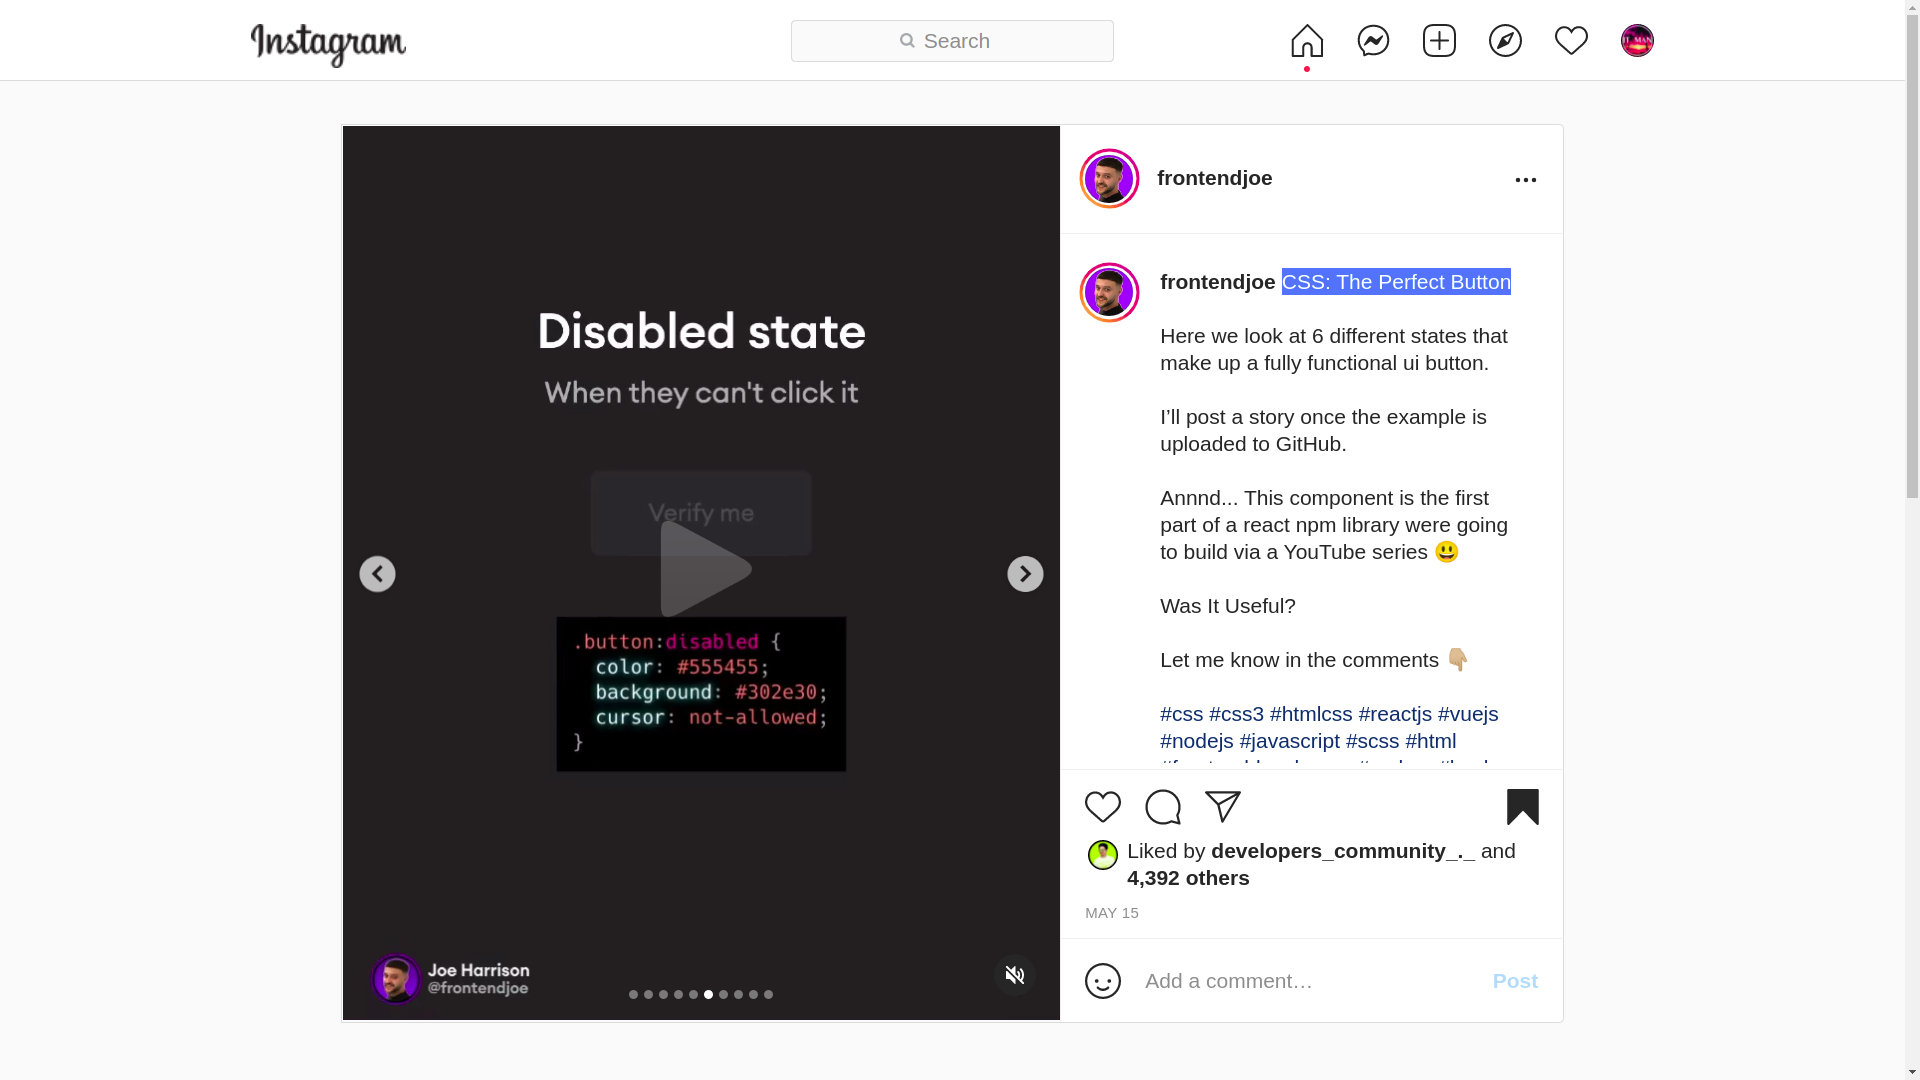 Instagram
Search
Disabled state
When they can't click it
Verify me
.button:disabled {
color: #555455;
background: #302e30;
cursor: not-allowed;
}
Joe Harrison
@frontendjoe
frontendjoe
frontendjoe CSS: The Perfect Button
Here we look at 6 different states that
make up a fully functional ui button.
I’ll post a story once the example is
uploaded to GitHub.
Annnd... This component is the first
part of a react npm library were going
to build via a YouTube series 😃
Was It Useful?
Let me know in the comments 👇🏼
#css #css3 #htmlcss #reactjs #vuejs
#nodejs #javascript #scss #html
Liked by developers_community_._ and
4,392 others
MAY 15
Add a comment…
Post